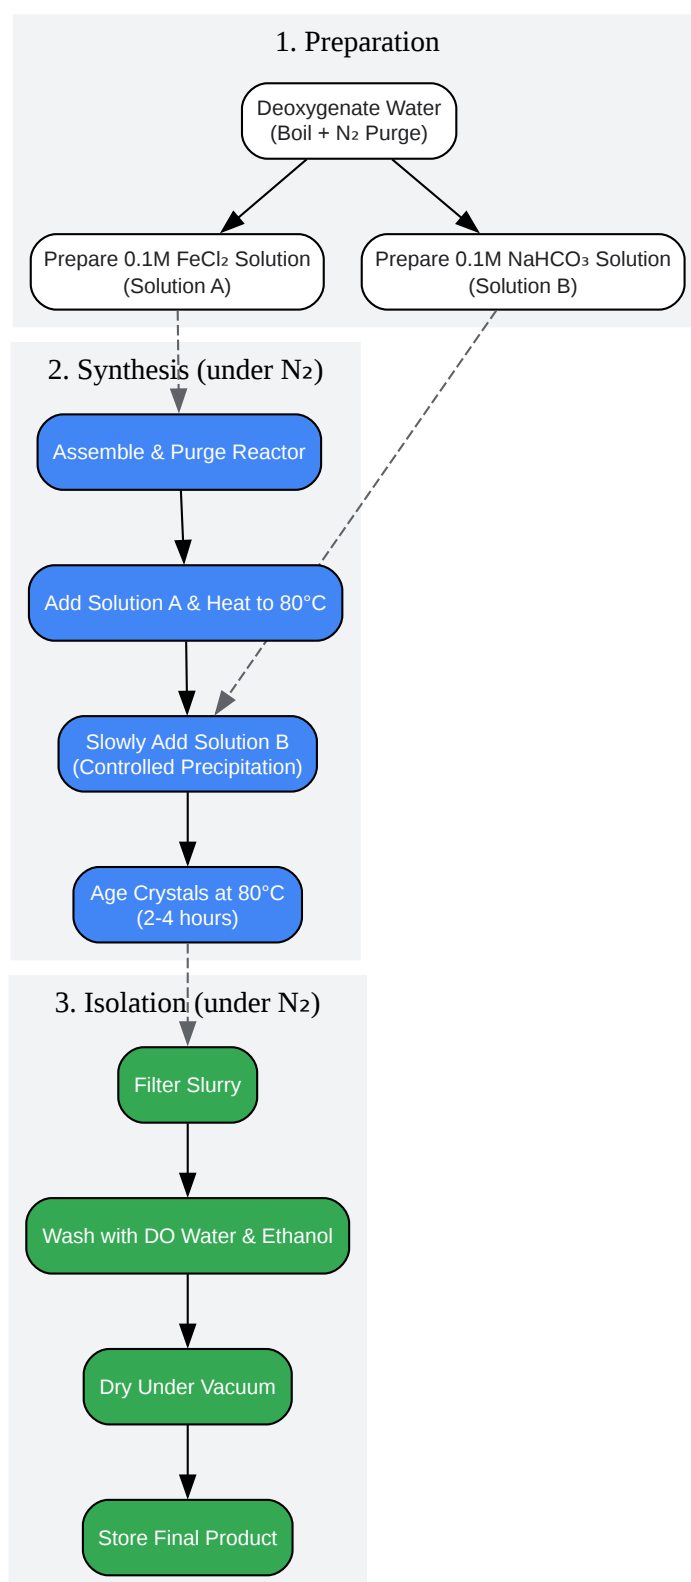 1. Preparation
Deoxygenate Water
(Boil + N₂ Purge)
Prepare 0.1M FeCl₂ Solution
(Solution A)
Prepare 0.1M NaHCO₃ Solution
(Solution B)
2. Synthesis (under N₂)
Assemble & Purge Reactor
Add Solution A & Heat to 80°C
Slowly Add Solution B
(Controlled Precipitation)
Age Crystals at 80°C
(2-4 hours)
3. Isolation (under N₂)
Filter Slurry
Wash with DO Water & Ethanol
Dry Under Vacuum
Store Final Product